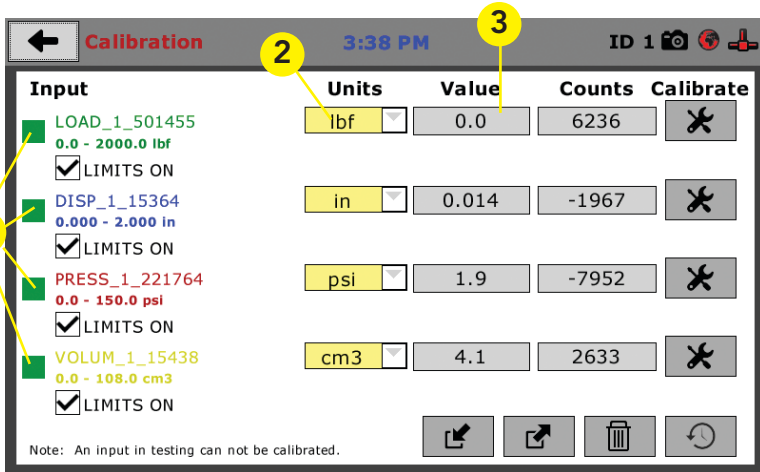 Calibration 3:38 PM ID 1
2
3
Input Units Value Counts Calibrate
LOAD_1_501455 lbf 0.0 6236
0.0 - 2000.0 lbf
LIMITS ON
DISP_1_15364 in 0.014 -1967
0.000 - 2.000 in
LIMITS ON
PRESS_1_221764 psi 1.9 -7952
0.0 - 150.0 psi
LIMITS ON
VOLUM_1_15438 cm3 4.1 2633
0.0 - 108.0 cm3
LIMITS ON
Note: An input in testing can not be calibrated.